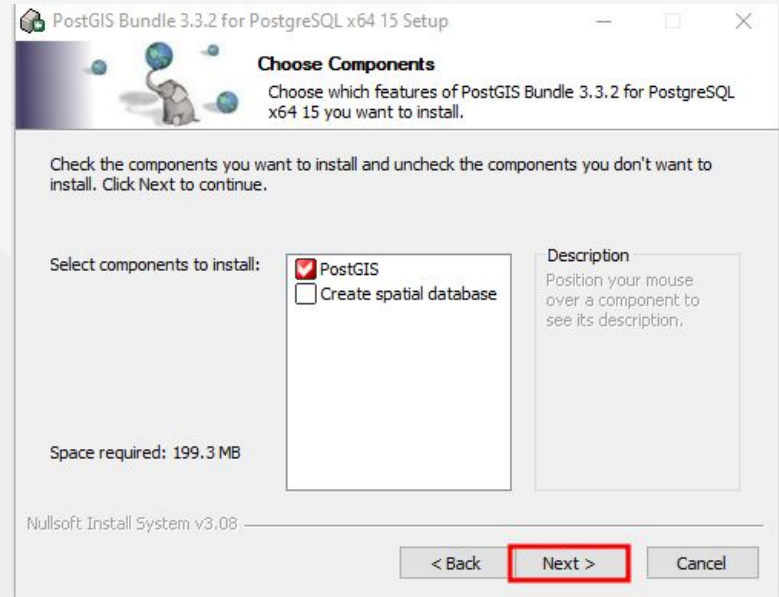 PostGIS Bundle 3.3.2 for PostgreSQL x64 15 Setup
Choose Components
Choose which features of PostGIS Bundle 3.3.2 for PostgreSQL
x64 15 you want to install.
Check the components you want to install and uncheck the components you don't want to
install. Click Next to continue.
Select components to install:
PostGIS
Create spatial database
Description
Position your mouse
over a component to
see its description.
Space required: 199.3 MB
Nullsoft Install System v3.08
< Back
Next >
Cancel